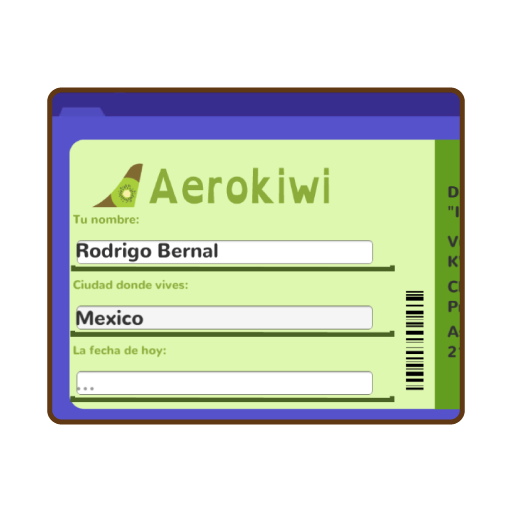 Aerokiwi
Tu nombre:
Rodrigo Bernal
Ciudad donde vives:
Mexico
La fecha de hoy:
...